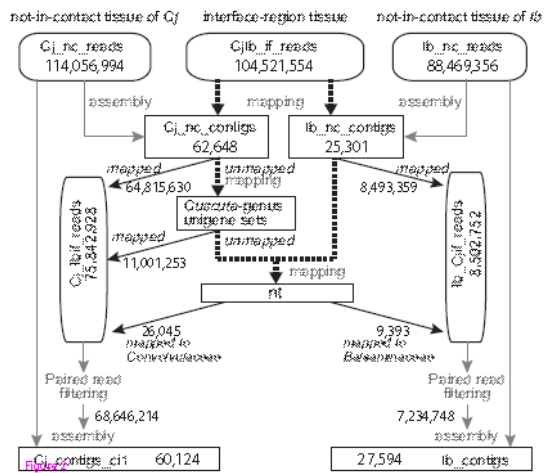 not-in-contact tissue of Cj
interface-region tissue
not-in-contact tissue of Ib
Cj_nc_reads
114,056,994
CjIb_if_reads
104,521,554
Ib_nc_reads
88,469,356
assembly
mapping
assembly
Cj_nc_contigs
62,648
Ib_nc_contigs
25,301
mapped
64,815,630
unmapped
mapping
mapped
8,493,359
Cuscuta-genus
unigene sets
Cj_Ibif_reads
75,842,928
Ib_Cjif_reads
8,502,752
mapped
11,001,253
unmapped
mapping
nt
26,045
mapped to
Convolvulaceae
9,393
mapped to
Balsaminaceae
Paired read
filtering
Paired read
filtering
68,646,214
7,234,748
assembly
assembly
Cj_contigs_ci1 60,124
27,594 Ib_contigs
Figure 2